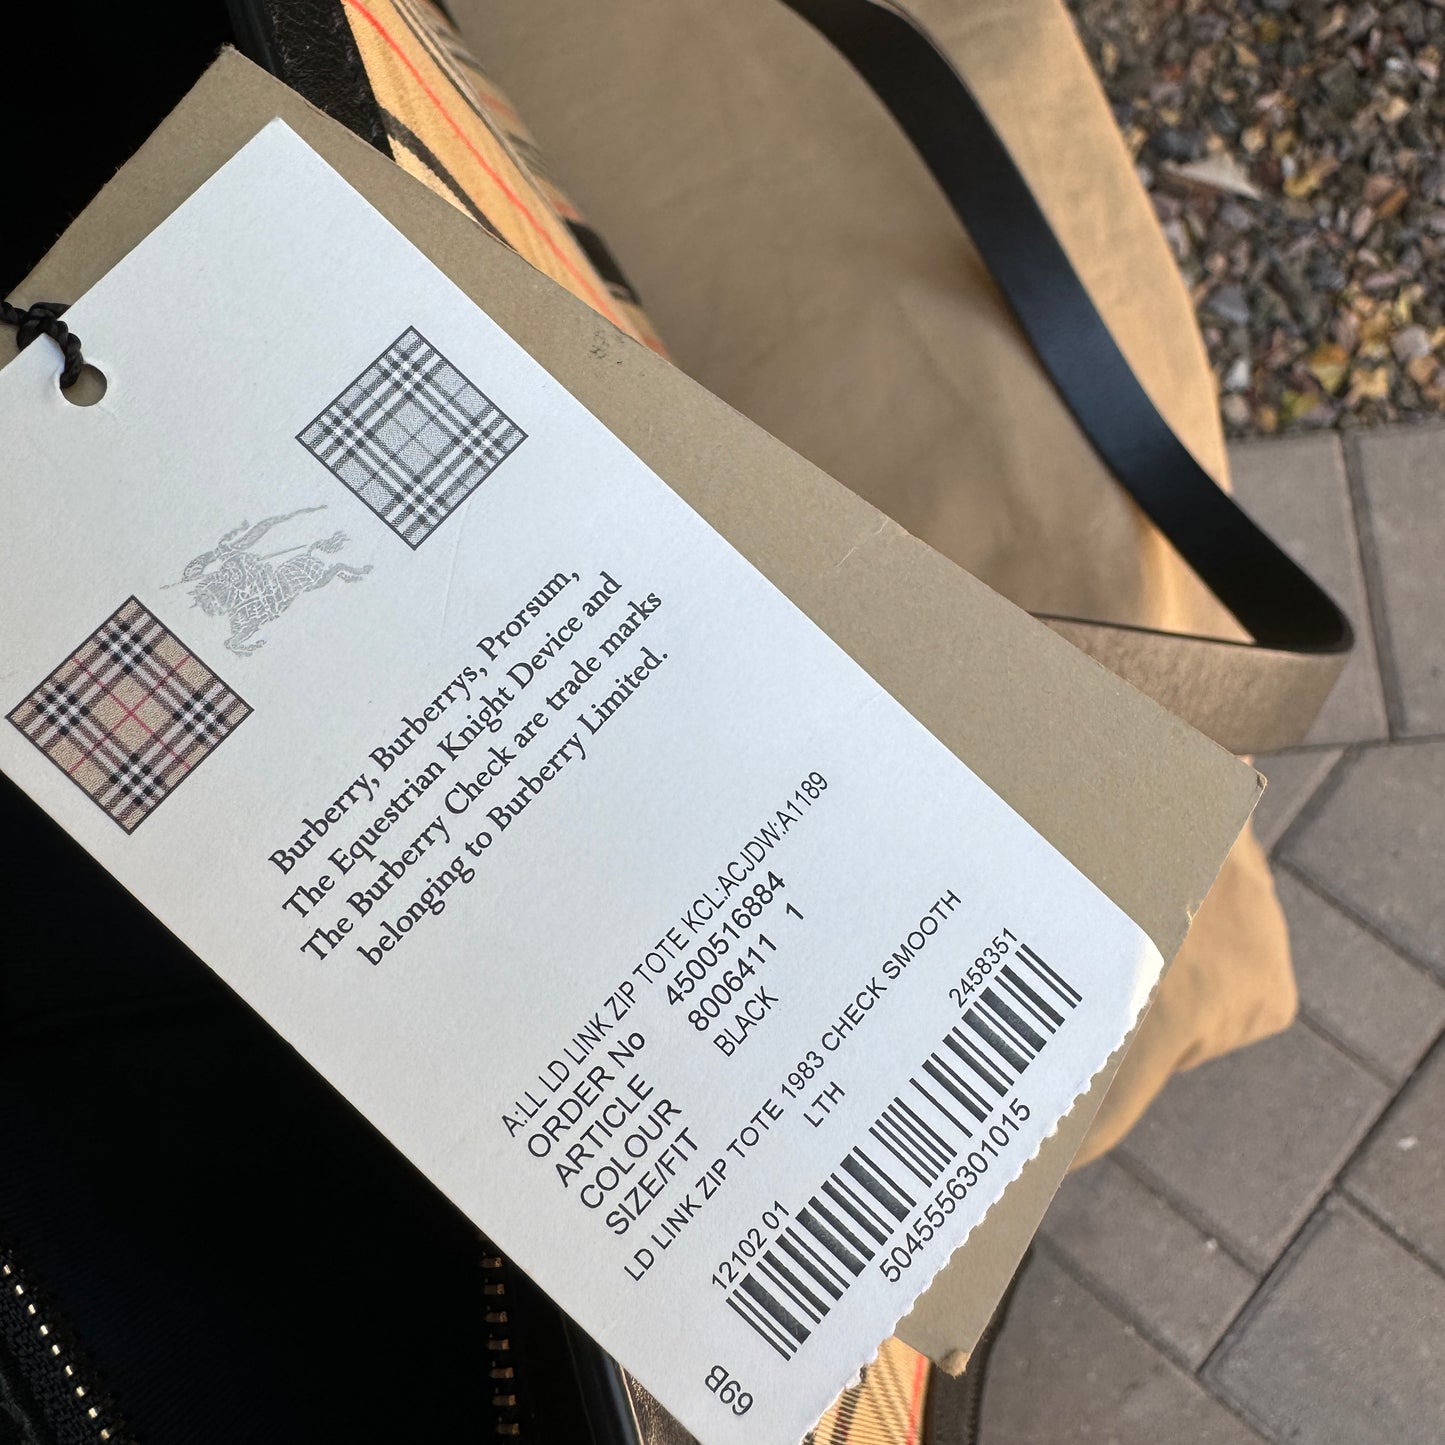 Burberry, Burberrys, Prorsum,
The Equestrian Knight Device and
The Burberry Check are trade marks
belonging to Burberry Limited.
A:LL LD LINK ZIP TOTE KCL:ACJDW:A1189
ORDER No 4500516884
ARTICLE 8006411 1
COLOUR BLACK
SIZE/FIT
LD LINK ZIP TOTE 1983 CHECK SMOOTH
LTH
12102 01 2458351
5045556301015
69B